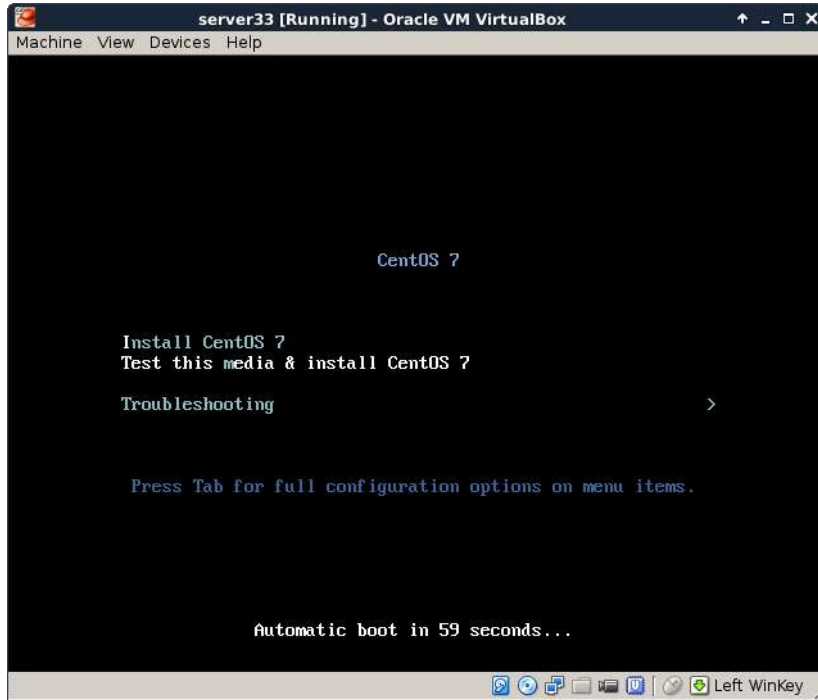 server33 [Running] - Oracle VM VirtualBox
Machine View Devices Help
CentOS 7
Install CentOS 7
Test this media & install CentOS 7
Troubleshooting >
Press Tab for full configuration options on menu items.
Automatic boot in 59 seconds...
Left WinKey